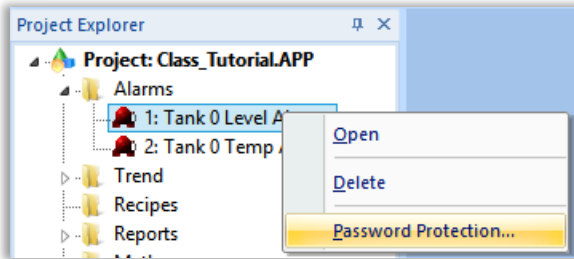 Project Explorer
Project: Class_Tutorial.APP
Alarms
1: Tank 0 Level A
2: Tank 0 Temp
Trend
Recipes
Reports
Open
Delete
Password Protection...